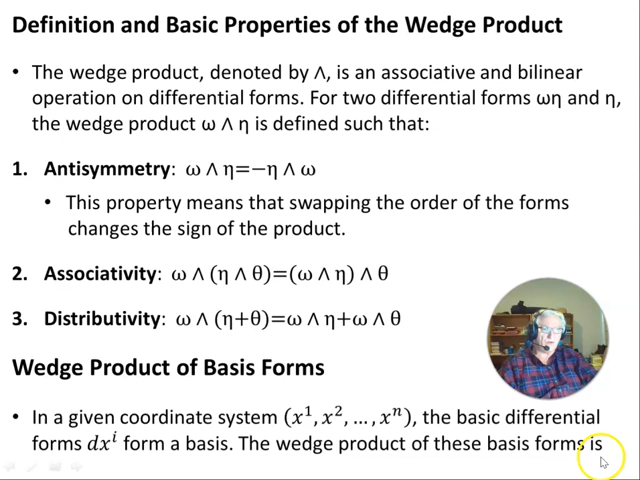 Definition and Basic Properties of the Wedge Product
• The wedge product, denoted by ∧, is an associative and bilinear
operation on differential forms. For two differential forms ωη and η,
the wedge product ω ∧ η is defined such that:
1. Antisymmetry: ω ∧ η=−η ∧ ω
• This property means that swapping the order of the forms
changes the sign of the product.
2. Associativity: ω ∧ (η ∧ θ)=(ω ∧ η) ∧ θ
3. Distributivity: ω ∧ (η+θ)=ω ∧ η+ω ∧ θ
Wedge Product of Basis Forms
• In a given coordinate system (x¹, x², …, xⁿ), the basic differential
forms dxⁱ form a basis. The wedge product of these basis forms is